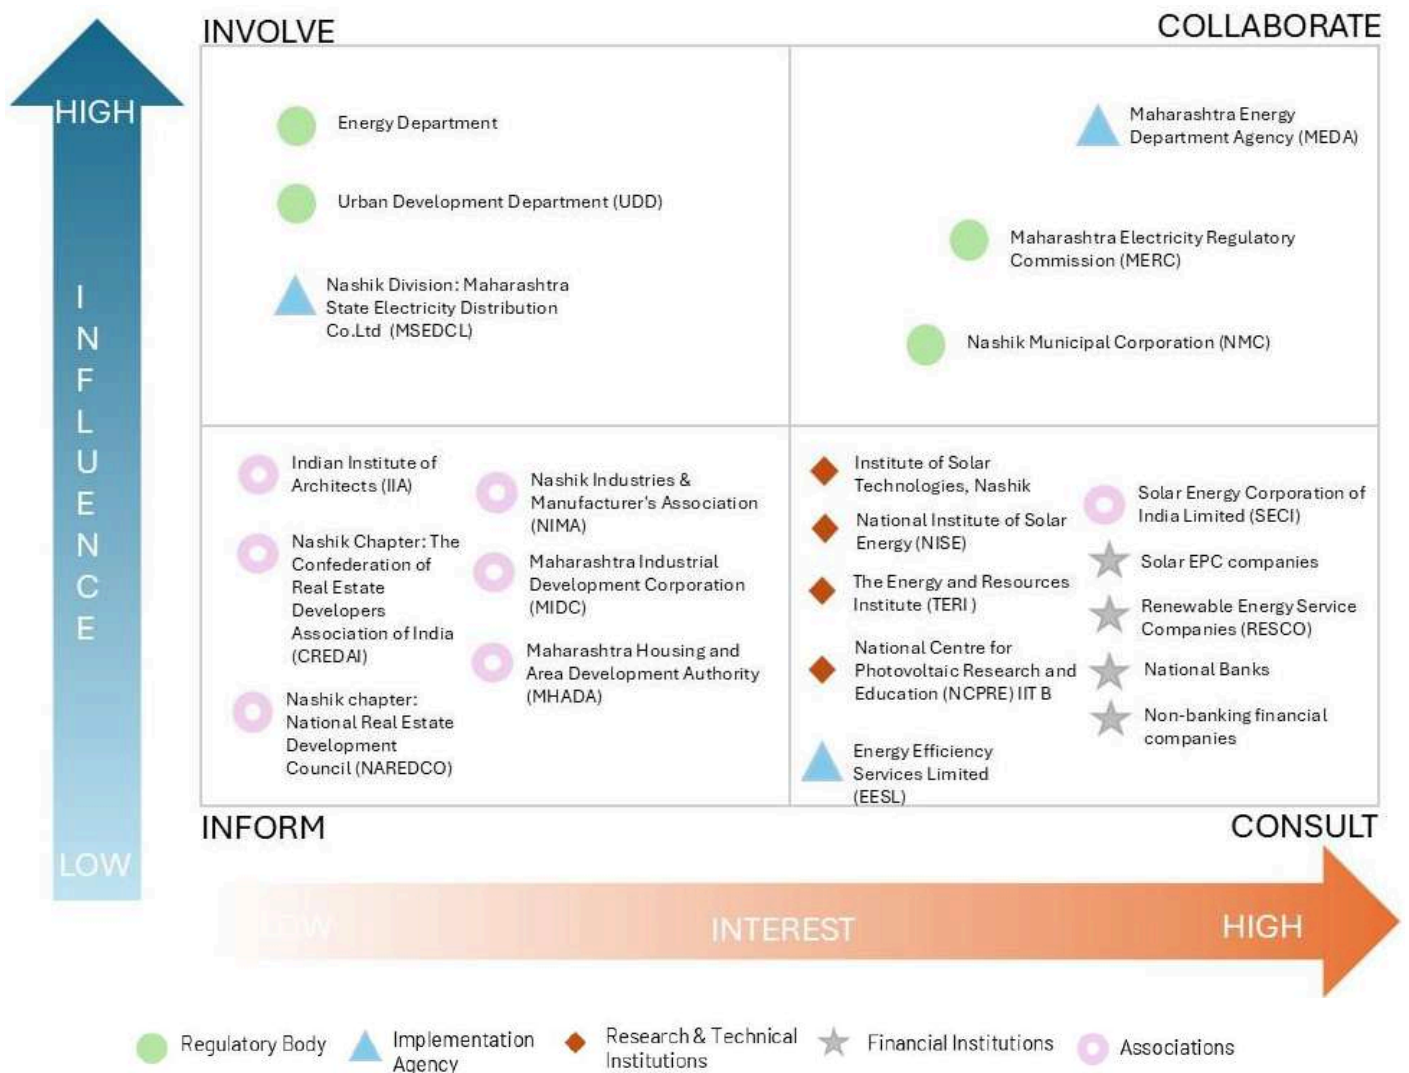 INVOLVE
COLLABORATE
HIGH
INFLUENCE
LOW
Energy Department
Urban Development Department (UDD)
Nashik Division: Maharashtra
State Electricity Distribution
Co.Ltd (MSEDCL)
Maharashtra Energy
Department Agency (MEDA)
Maharashtra Electricity Regulatory
Commission (MERC)
Nashik Municipal Corporation (NMC)
Indian Institute of
Architects (IIA)
Nashik Chapter: The
Confederation of
Real Estate
Developers
Association of India
(CREDAI)
Nashik chapter:
National Real Estate
Development
Council (NAREDCO)
Nashik Industries &
Manufacturer's Association
(NIMA)
Maharashtra Industrial
Development Corporation
(MIDC)
Maharashtra Housing and
Area Development Authority
(MHADA)
Institute of Solar
Technologies, Nashik
National Institute of Solar
Energy (NISE)
The Energy and Resources
Institute (TERI )
National Centre for
Photovoltaic Research and
Education (NCPRE) IIT B
Energy Efficiency
Services Limited
(EESL)
Solar Energy Corporation of
India Limited (SECI)
Solar EPC companies
Renewable Energy Service
Companies (RESCO)
National Banks
Non-banking financial
companies
INFORM
CONSULT
LOW
INTEREST
HIGH
Regulatory Body
Implementation
Agency
Research & Technical
Institutions
Financial Institutions
Associations